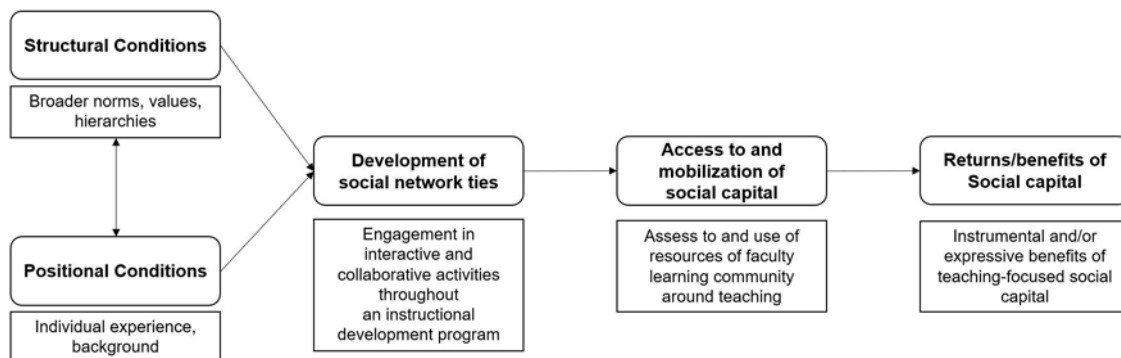 Structural Conditions
Broader norms, values,
hierarchies
Positional Conditions
Individual experience,
background
Development of
social network ties
Engagement in
interactive and
collaborative activities
throughout
an instructional
development program
Access to and
mobilization of
social capital
Assess to and use of
resources of faculty
learning community
around teaching
Returns/benefits of
Social capital
Instrumental and/or
expressive benefits of
teaching-focused social
capital